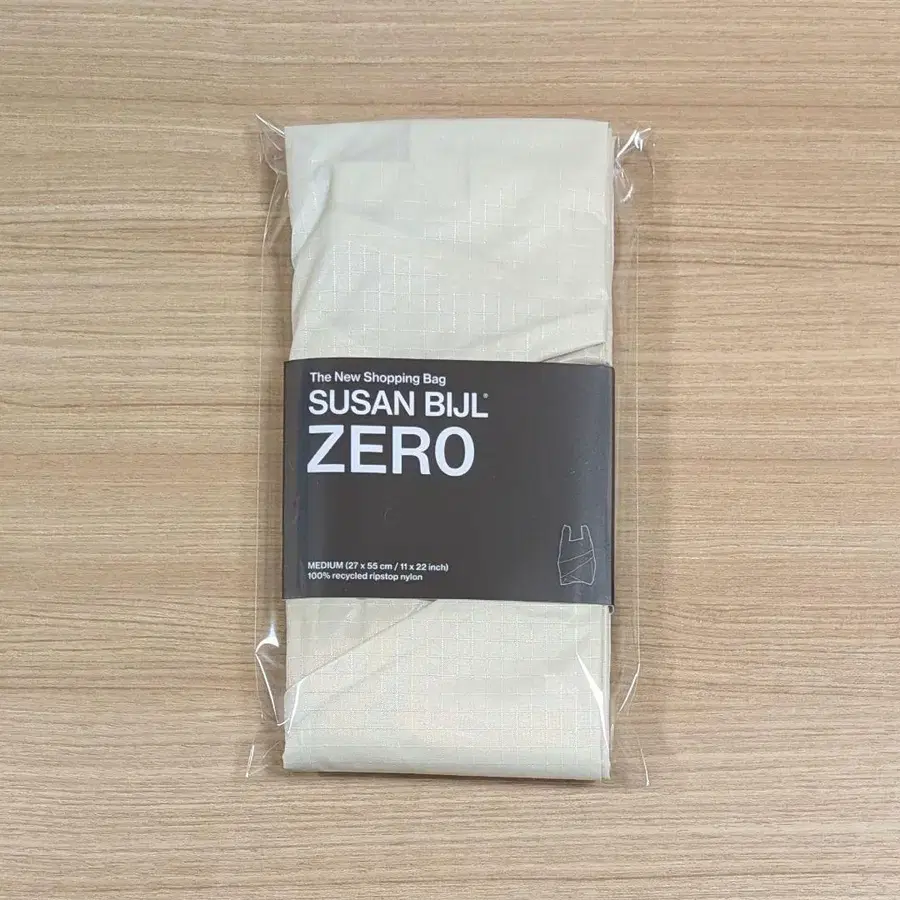 The New Shopping Bag
SUSAN BIJL®
ZERO
MEDIUM (27 x 55 cm / 11 x 22 inch)
100% recycled ripstop nylon